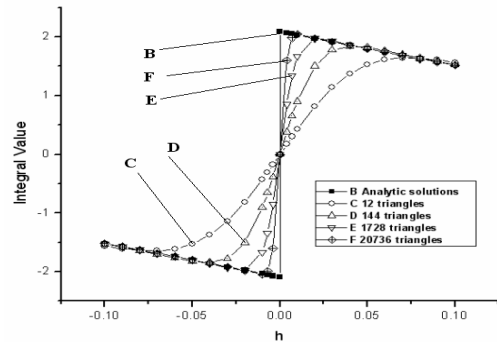 B
F
E
D
C
Integral Value
2
1
0
-1
-2
-0.10
-0.05
0.00
0.05
0.10
h
B Analytic solutions
C 12 triangles
D 144 triangles
E 1728 triangles
F 20736 triangles